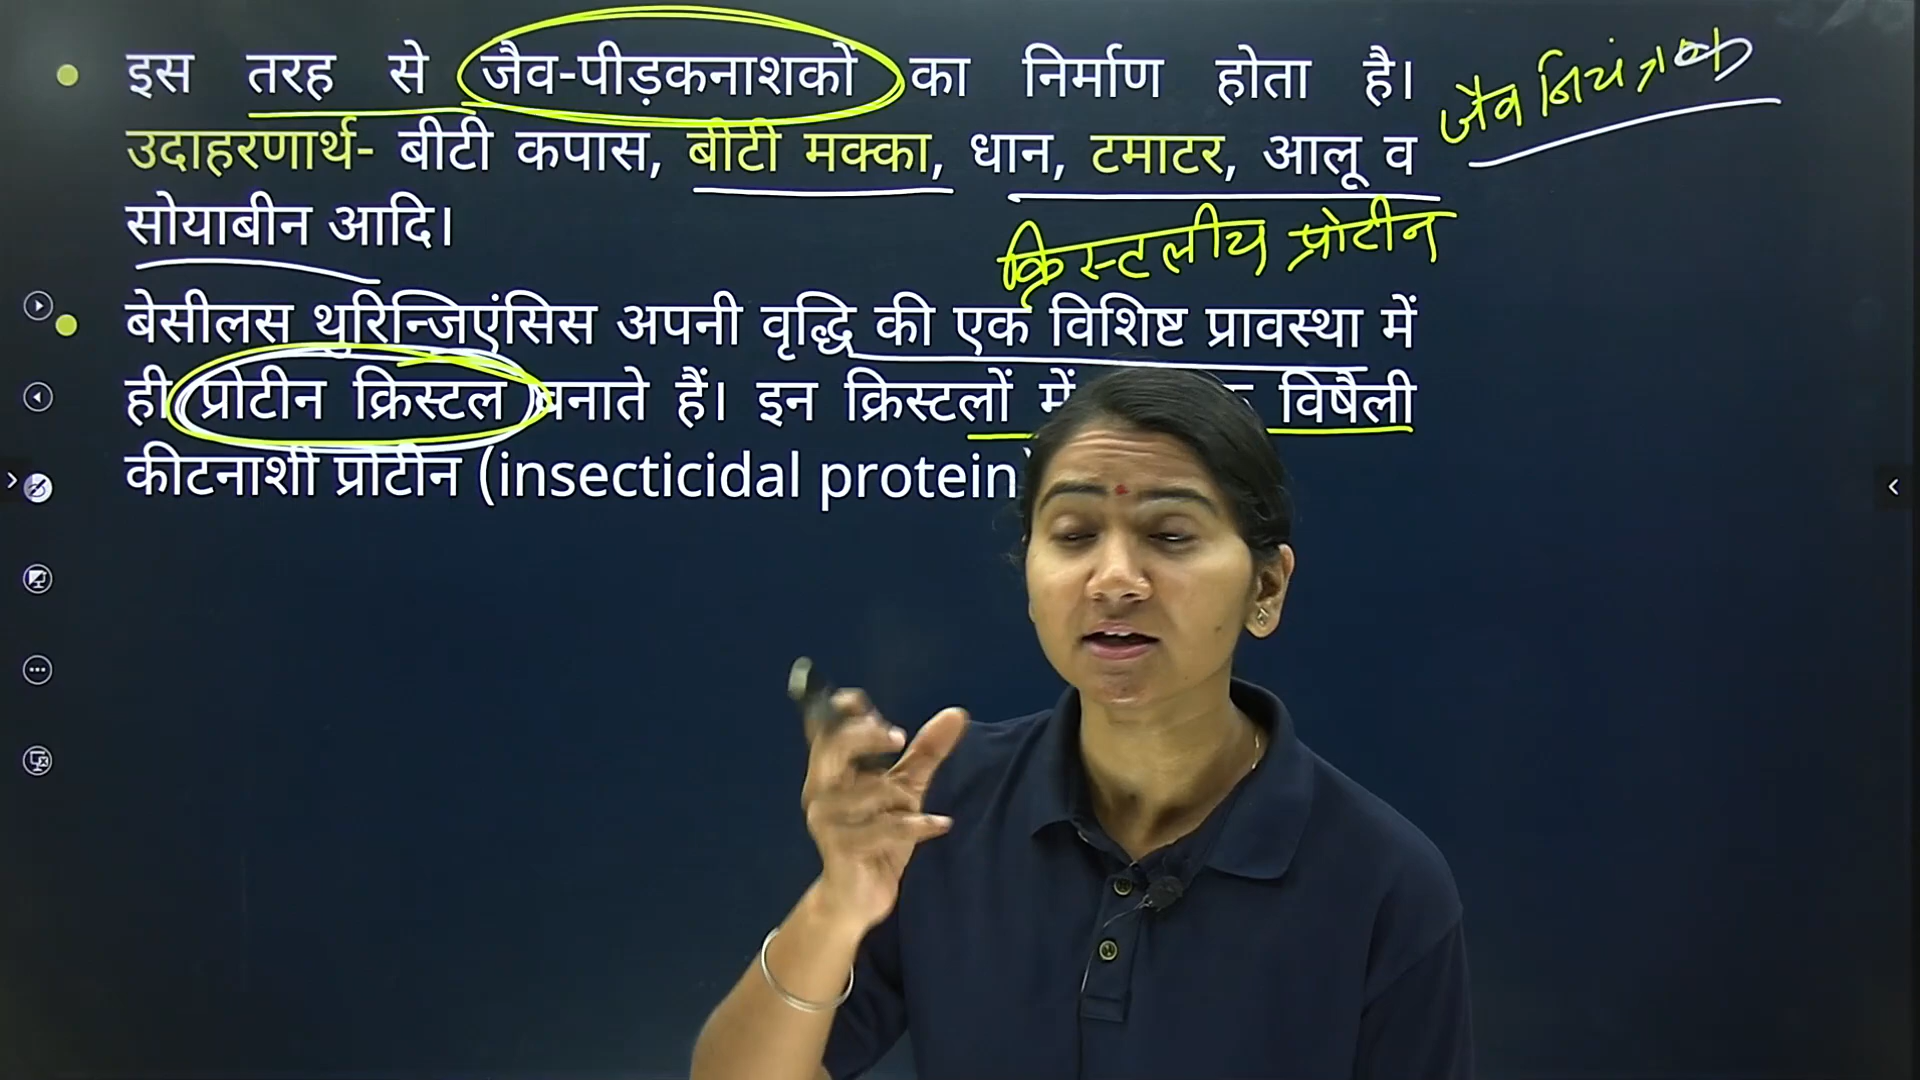 इस तरह से जैव-पीड़कनाशकों का निर्माण होता है।
जैव नियंत्रण
उदाहरणार्थ- बीटी कपास, बीटी मक्का, धान, टमाटर, आलू व
सोयाबीन आदि।
क्रिस्टलीय प्रोटीन
बेसीलस थुरिन्जिएंसिस अपनी वृद्धि की एक विशिष्ट प्रावस्था में
ही प्रोटीन क्रिस्टल बनाते हैं। इन क्रिस्टलों में विषैली
कीटनाशी प्रोटीन (insecticidal protein)